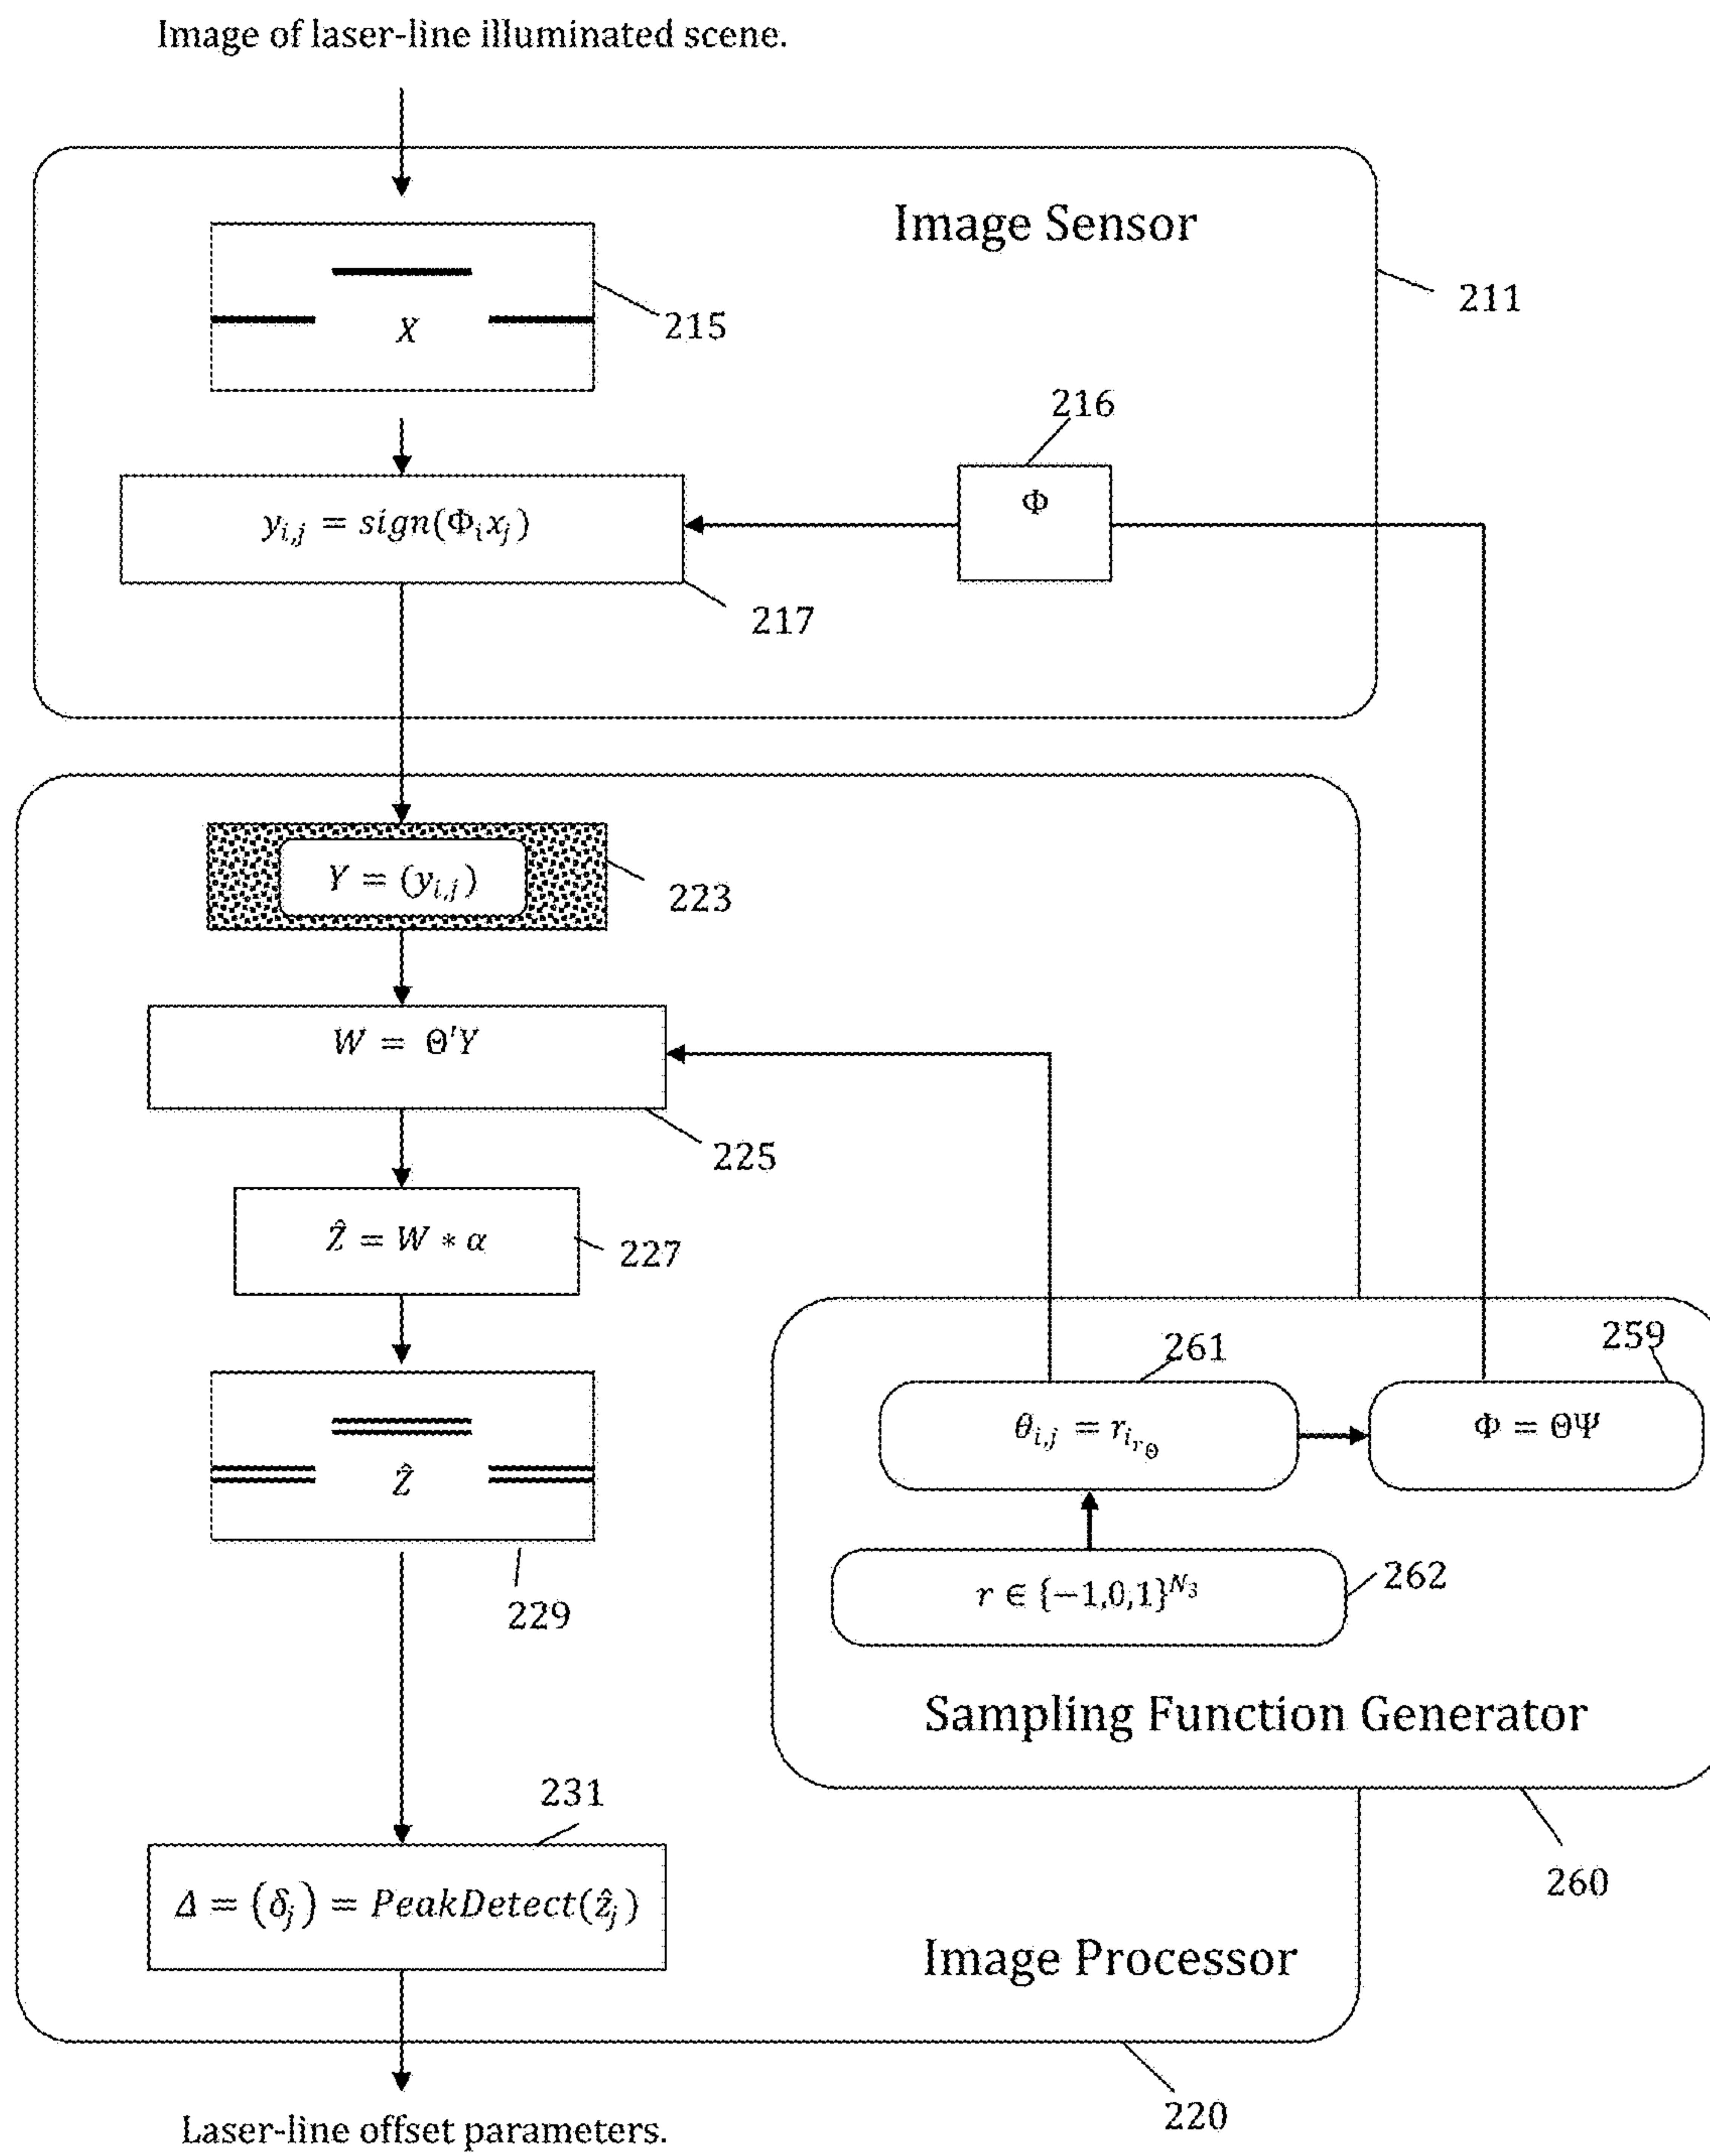 Image of laser-line illuminated scene.
Image Sensor
211
X
215
216
Φ
y_{i,j} = sign(Φ_i x_j)
217
Y = (y_{i,j})
223
W = Θ'Y
225
Ẑ = W * α
227
261
259
θ_{i,j} = r_{i_{r_Θ}}
Φ = ΘΨ
Ẑ
229
r ∈ {−1,0,1}^{N_3}
262
Sampling Function Generator
231
260
Δ = (δ_j) = PeakDetect(ẑ_j)
Image Processor
220
Laser-line offset parameters.